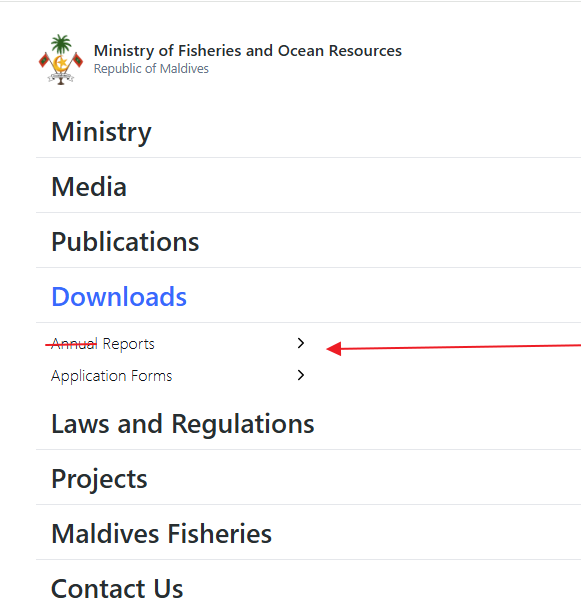 Ministry of Fisheries and Ocean Resources
Republic of Maldives
Ministry
Media
Publications
Downloads
Annual Reports
Application Forms
Laws and Regulations
Projects
Maldives Fisheries
Contact Us